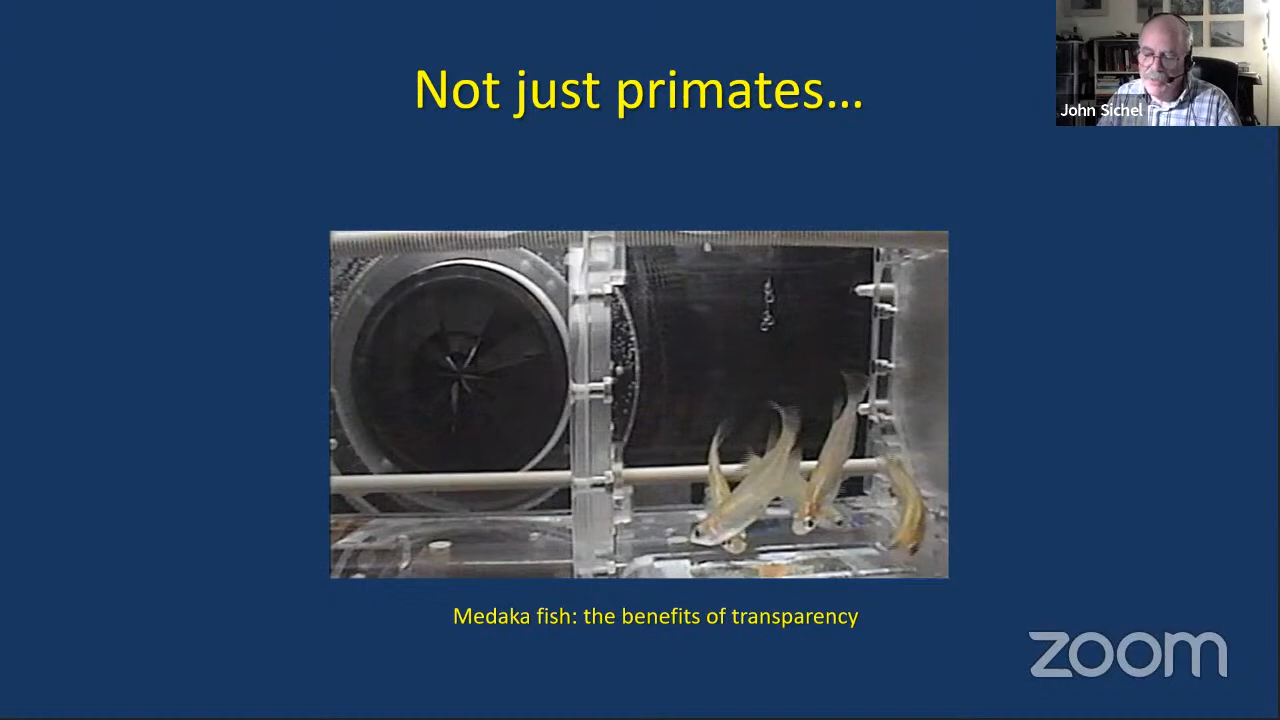 Not just primates...
John Sichel
Medaka fish: the benefits of transparency
zoom